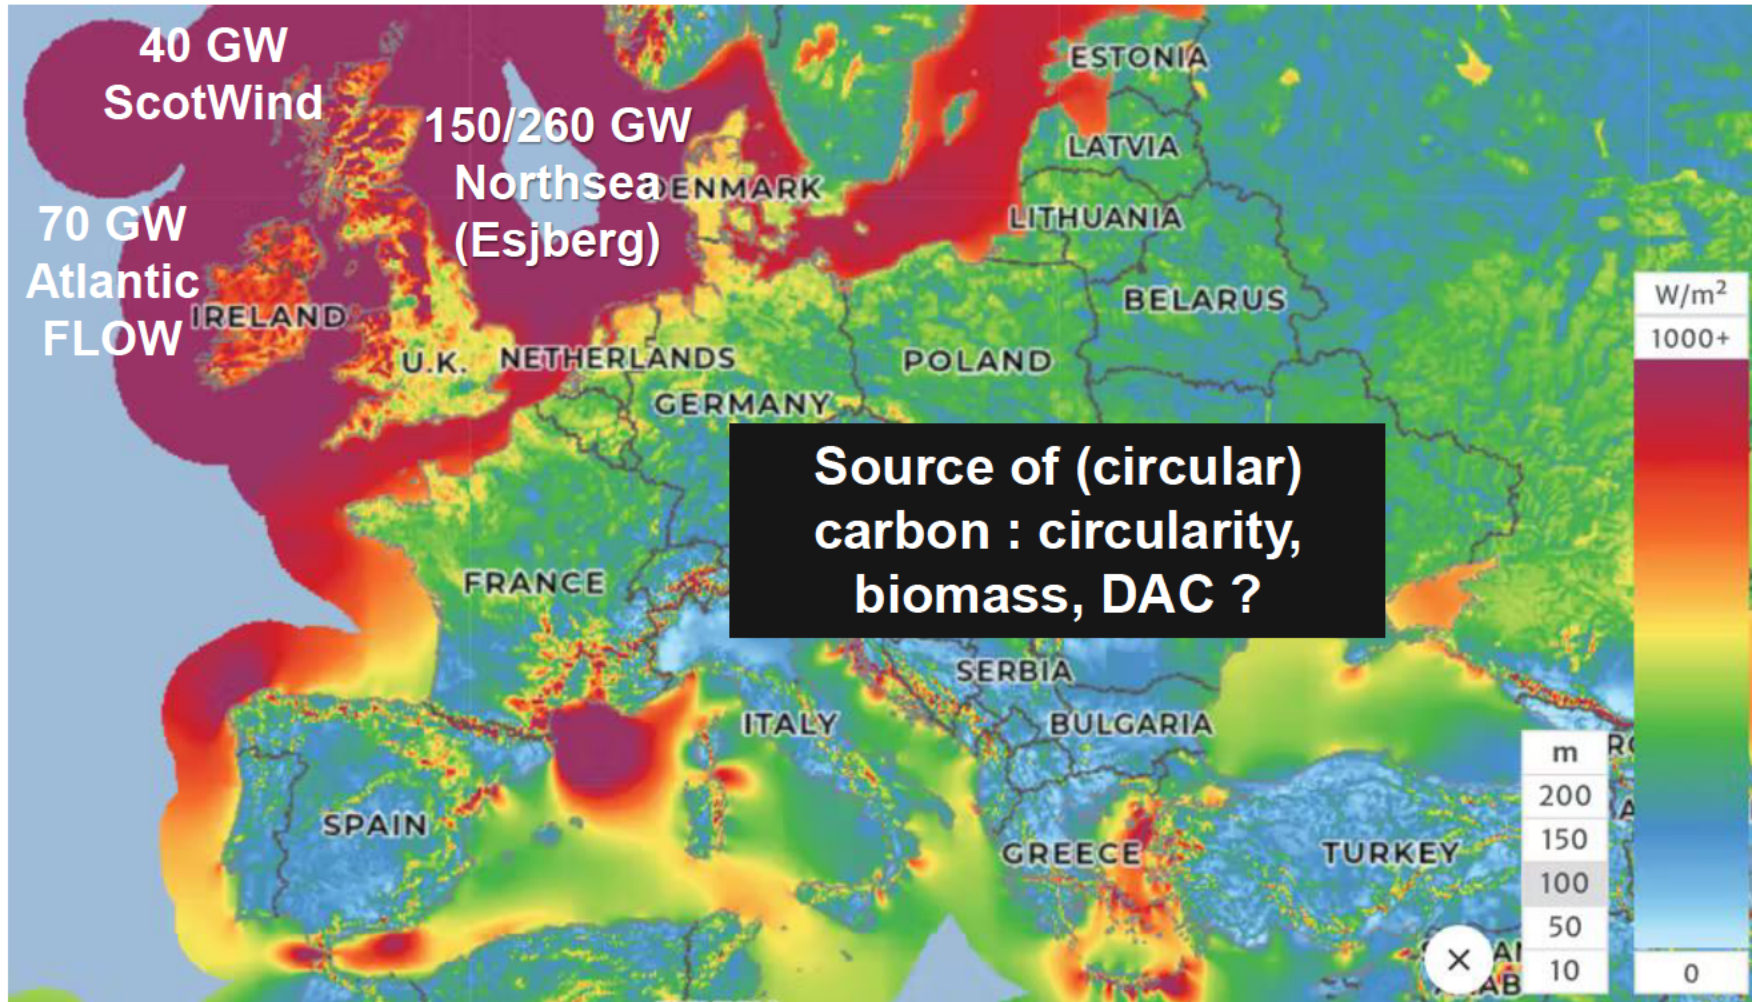 40 GW
ScotWind
150/260 GW
Northsea
(Esjberg)
70 GW
Atlantic
FLOW
ESTONIA
LATVIA
DENMARK
LITHUANIA
IRELAND
BELARUS
U.K.
NETHERLANDS
POLAND
GERMANY
Source of (circular)
carbon : circularity,
biomass, DAC ?
FRANCE
SERBIA
ITALY
BULGARIA
SPAIN
GREECE
TURKEY
W/m²
1000+
0
m
200
150
100
50
10